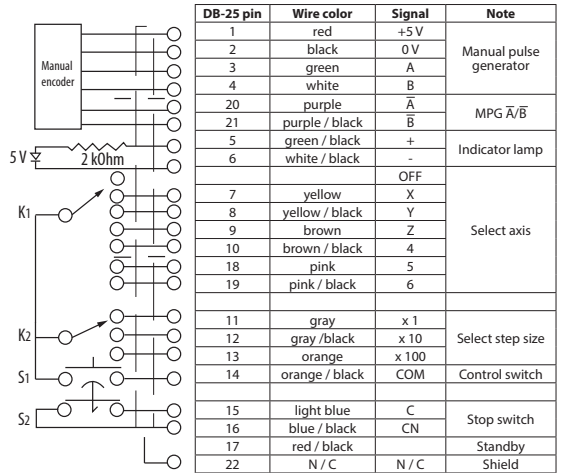 DB-25 pin Wire color Signal Note
1 red +5 V
2 black 0 V
3 green A
4 white B
Manual pulse
generator
20 purple A̅
21 purple / black B̅
MPG A̅/B̅
5 green / black +
6 white / black -
Indicator lamp
OFF
7 yellow X
8 yellow / black Y
9 brown Z
10 brown / black 4
18 pink 5
19 pink / black 6
Select axis
11 gray x 1
12 gray /black x 10
13 orange x 100
Select step size
14 orange / black COM Control switch
15 light blue C
16 blue / black CN
Stop switch
17 red / black Standby
22 N / C N / C Shield
Manual
encoder
5 V
2 kOhm
K1
K2
S1
S2